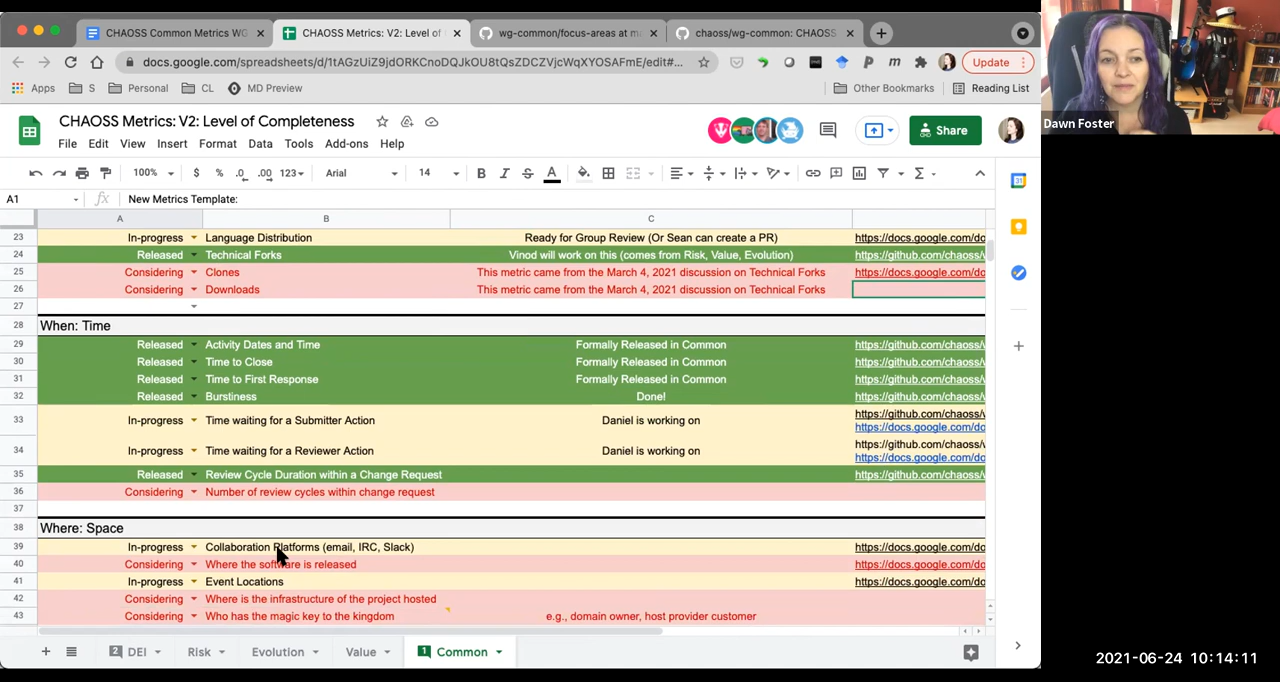 CHAOSS Common Metrics WG
CHAOSS Metrics: V2: Level of
wg-common/focus-areas at m
chaoss/wg-common: CHAOSS
docs.google.com/spreadsheets/d/1tAGzUiZ9jdORKCnoDQJkOU8tQsZDCZVjcWqXYOSAFmE/edit#...
Update
Apps
S
Personal
CL
MD Preview
Other Bookmarks
Reading List
CHAOSS Metrics: V2: Level of Completeness
File Edit View Insert Format Data Tools Add-ons Help
Share
100% $ % .0 .00 123 Arial 14 B I S A
A1 fx New Metrics Template:
A B C
23 In-progress Language Distribution Ready for Group Review (Or Sean can create a PR) https://docs.google.com/do
24 Released Technical Forks Vinod will work on this (comes from Risk, Value, Evolution) https://github.com/chaoss/
25 Considering Clones This metric came from the March 4, 2021 discussion on Technical Forks https://docs.google.com/do
26 Considering Downloads This metric came from the March 4, 2021 discussion on Technical Forks
27
28 When: Time
29 Released Activity Dates and Time Formally Released in Common https://github.com/chaoss/
30 Released Time to Close Formally Released in Common https://github.com/chaoss/
31 Released Time to First Response Formally Released in Common https://github.com/chaoss/
32 Released Burstiness Done! https://github.com/chaoss/
33 In-progress Time waiting for a Submitter Action Daniel is working on https://github.com/chaoss/
https://docs.google.com/do
34 In-progress Time waiting for a Reviewer Action Daniel is working on https://github.com/chaoss/
https://docs.google.com/do
35 Released Review Cycle Duration within a Change Request https://github.com/chaoss/
36 Considering Number of review cycles within change request
37
38 Where: Space
39 In-progress Collaboration Platforms (email, IRC, Slack) https://docs.google.com/do
40 Considering Where the software is released https://docs.google.com/do
41 In-progress Event Locations https://docs.google.com/do
42 Considering Where is the infrastructure of the project hosted
43 Considering Who has the magic key to the kingdom e.g., domain owner, host provider customer
2 DEI Risk Evolution Value 1 Common
Dawn Foster
2021-06-24 10:14:11